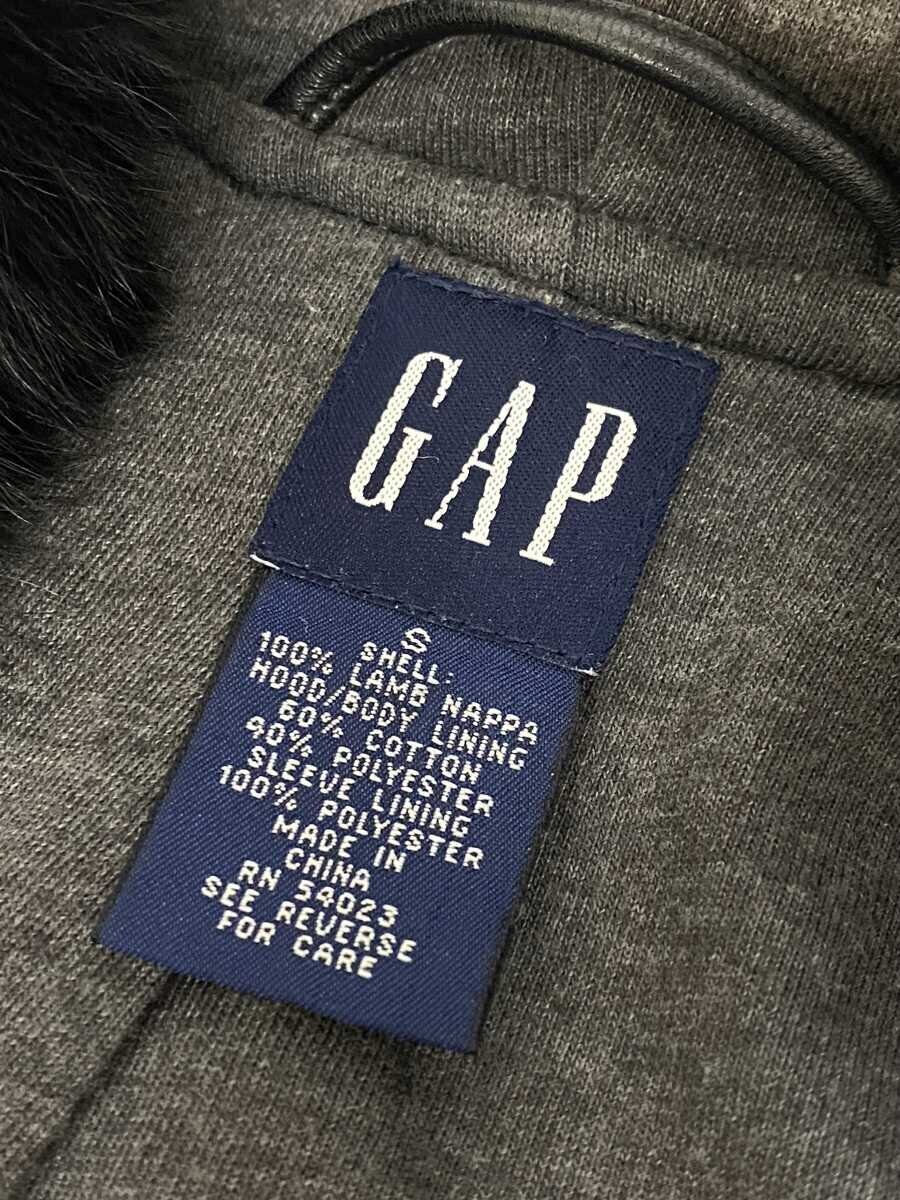 GAP
S
SHELL:
100% LAMB NAPPA
HOOD/BODY LINING
60% COTTON
40% POLYESTER
SLEEVE LINING
100% POLYESTER
MADE IN
CHINA
RN 54023
SEE REVERSE
FOR CARE